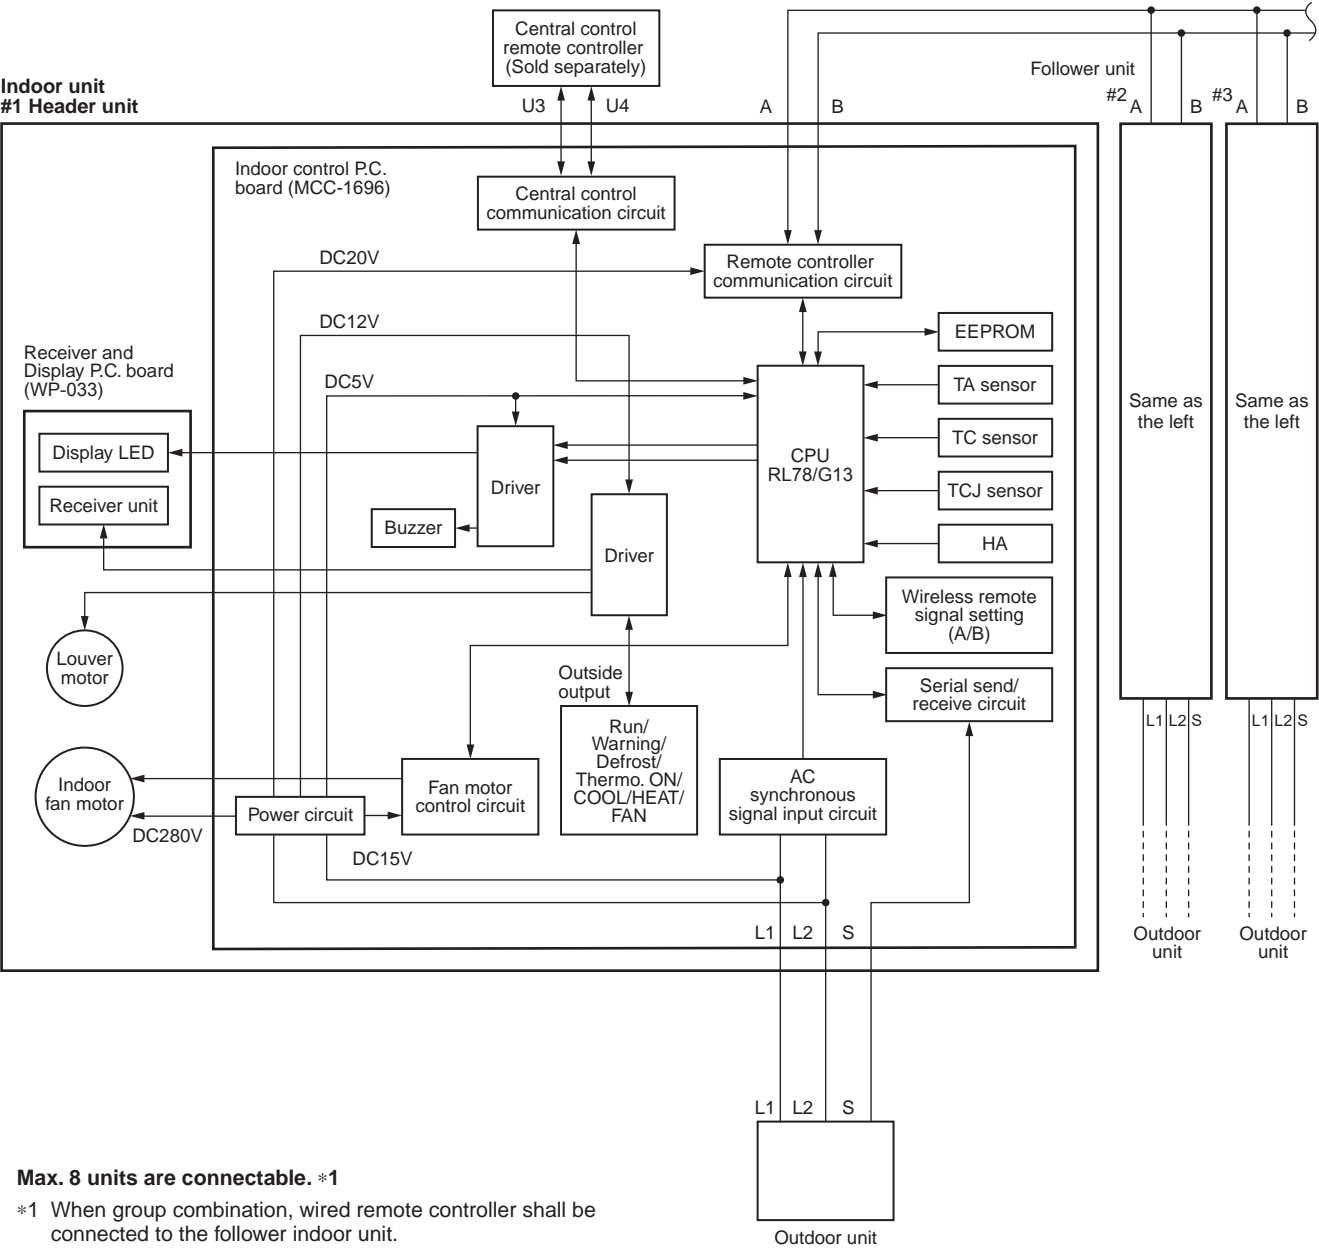 Central control
remote controller
(Sold separately)
Indoor unit
#1 Header unit
U3
U4
A
B
Follower unit
#2
A
B
#3
A
B
Indoor control P.C.
board (MCC-1696)
Central control
communication circuit
DC20V
Remote controller
communication circuit
DC12V
EEPROM
Receiver and
Display P.C. board
(WP-033)
DC5V
TA sensor
Same as
the left
Same as
the left
Display LED
TC sensor
CPU
RL78/G13
Driver
TCJ sensor
Receiver unit
Buzzer
HA
Driver
Wireless remote
signal setting
(A/B)
Louver
motor
Outside
output
Serial send/
receive circuit
L1
L2
S
L1
L2
S
Run/
Warning/
Defrost/
Thermo. ON/
COOL/HEAT/
FAN
Indoor
fan motor
Fan motor
control circuit
AC
synchronous
signal input circuit
Power circuit
DC280V
DC15V
L1
L2
S
Outdoor
unit
Outdoor
unit
L1
L2
S
Max. 8 units are connectable. *1
*1 When group combination, wired remote controller shall be
connected to the follower indoor unit.
Outdoor unit